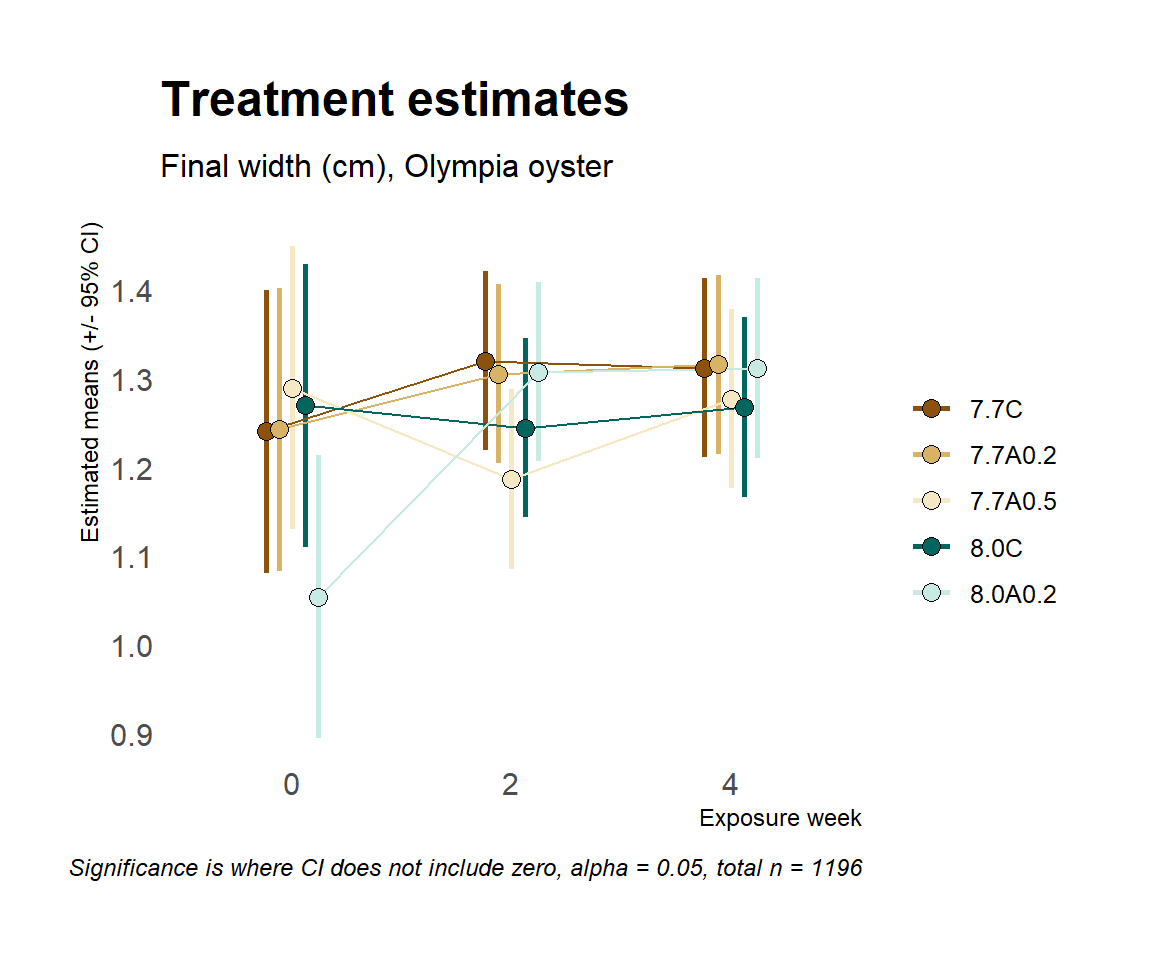 Treatment estimates
Final width (cm), Olympia oyster
Estimated means (+/- 95% CI)
1.4
1.3
1.2
1.1
1.0
0.9
0
2
4
Exposure week
7.7C
7.7A0.2
7.7A0.5
8.0C
8.0A0.2
Significance is where CI does not include zero, alpha = 0.05, total n = 1196